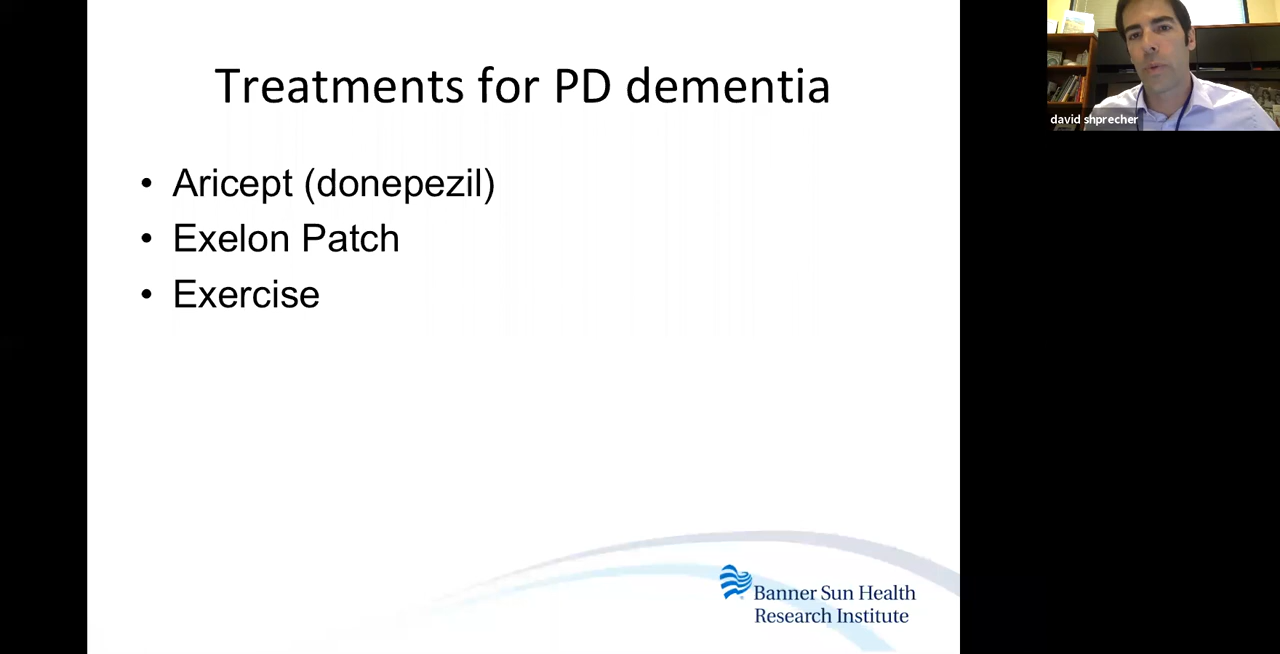 Treatments for PD dementia
• Aricept (donepezil)
• Exelon Patch
• Exercise
Banner Sun Health
Research Institute
david shprecher